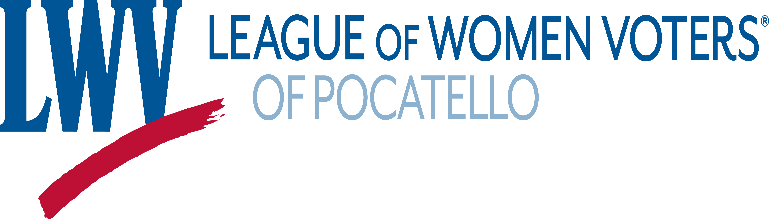 LWV
LEAGUE OF WOMEN VOTERS®
OF POCATELLO